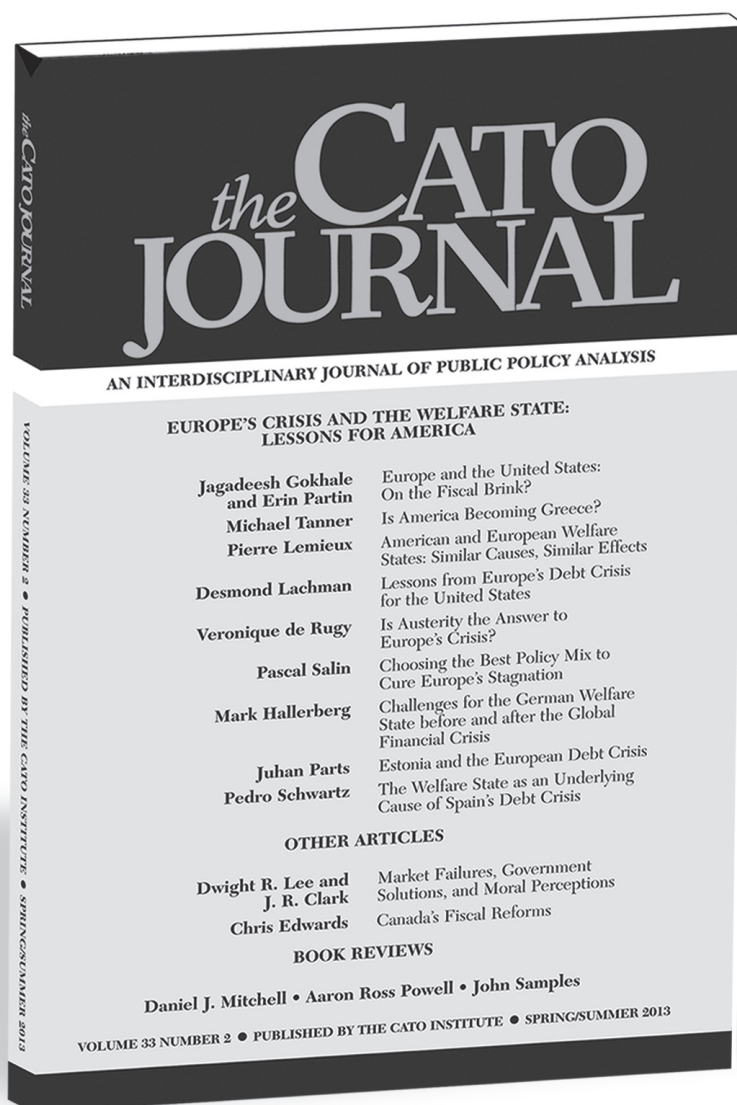 the CATO JOURNAL
VOLUME 33 NUMBER 2 ● PUBLISHED BY THE CATO INSTITUTE ● SPRING/SUMMER 2013
the CATO
JOURNAL
AN INTERDISCIPLINARY JOURNAL OF PUBLIC POLICY ANALYSIS
EUROPE'S CRISIS AND THE WELFARE STATE:
LESSONS FOR AMERICA
Jagadeesh Gokhale
and Erin Partin
Europe and the United States:
On the Fiscal Brink?
Michael Tanner
Is America Becoming Greece?
Pierre Lemieux
American and European Welfare
States: Similar Causes, Similar Effects
Desmond Lachman
Lessons from Europe's Debt Crisis
for the United States
Veronique de Rugy
Is Austerity the Answer to
Europe's Crisis?
Pascal Salin
Choosing the Best Policy Mix to
Cure Europe's Stagnation
Mark Hallerberg
Challenges for the German Welfare
State before and after the Global
Financial Crisis
Juhan Parts
Estonia and the European Debt Crisis
Pedro Schwartz
The Welfare State as an Underlying
Cause of Spain's Debt Crisis
OTHER ARTICLES
Dwight R. Lee and
J. R. Clark
Market Failures, Government
Solutions, and Moral Perceptions
Chris Edwards
Canada's Fiscal Reforms
BOOK REVIEWS
Daniel J. Mitchell • Aaron Ross Powell • John Samples
VOLUME 33 NUMBER 2 ● PUBLISHED BY THE CATO INSTITUTE ● SPRING/SUMMER 2013